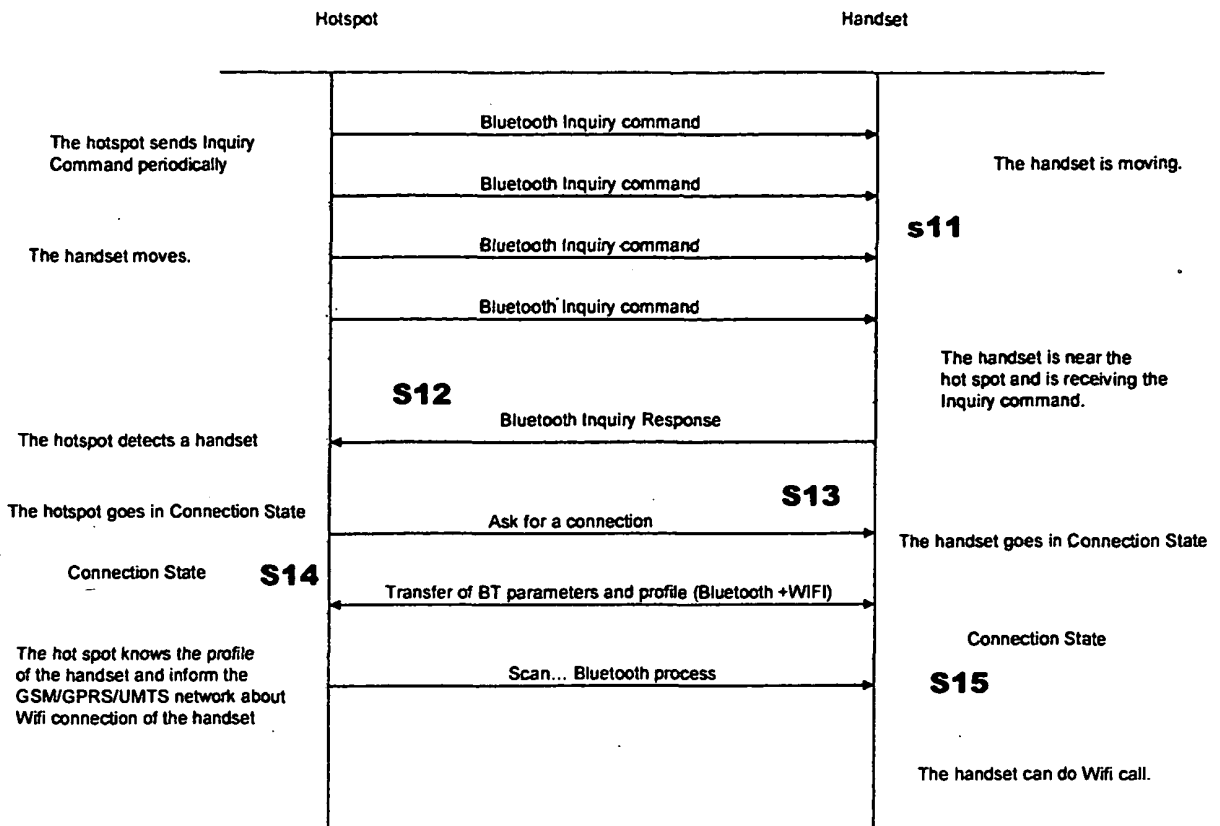 Hotspot
Handset
Bluetooth Inquiry command
The hotspot sends Inquiry
Command periodically
The handset is moving.
Bluetooth Inquiry command
s11
Bluetooth Inquiry command
The handset moves.
Bluetooth Inquiry command
The handset is near the
hot spot and is receiving the
Inquiry command.
S12
Bluetooth Inquiry Response
The hotspot detects a handset
S13
The hotspot goes in Connection State
Ask for a connection
The handset goes in Connection State
Connection State
S14
Transfer of BT parameters and profile (Bluetooth +WIFI)
Connection State
The hot spot knows the profile
of the handset and inform the
GSM/GPRS/UMTS network about
Wifi connection of the handset
Scan... Bluetooth process
S15
The handset can do Wifi call.